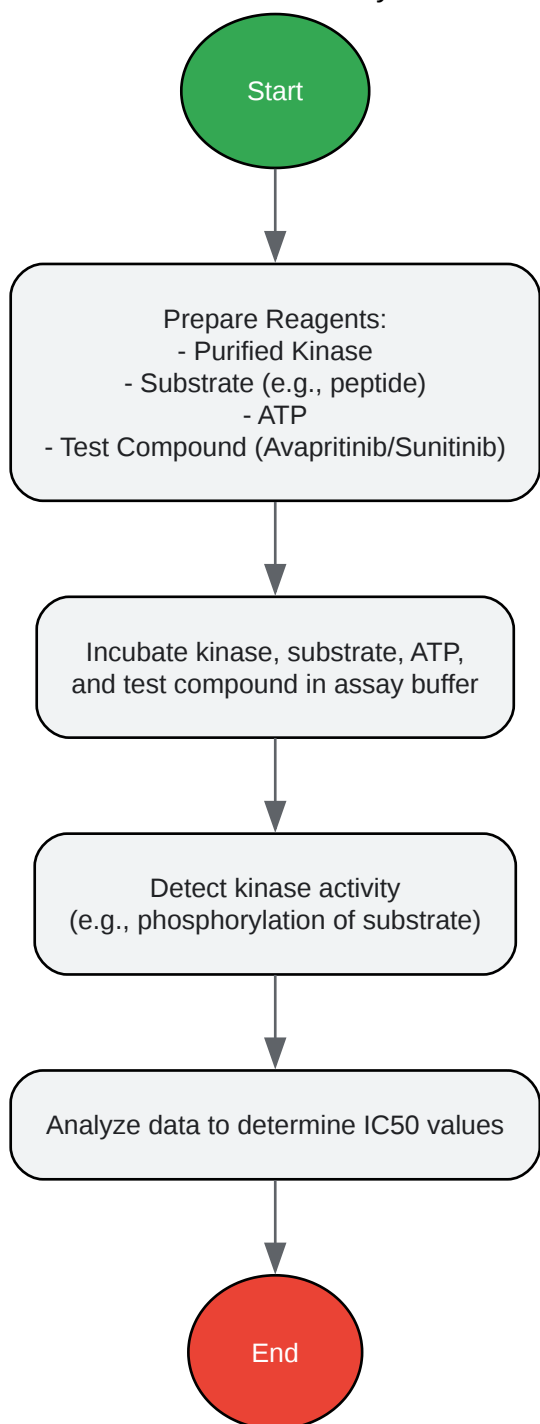 Start
Prepare Reagents:
- Purified Kinase
- Substrate (e.g., peptide)
- ATP
- Test Compound (Avapritinib/Sunitinib)
Incubate kinase, substrate, ATP,
and test compound in assay buffer
Detect kinase activity
(e.g., phosphorylation of substrate)
Analyze data to determine IC50 values
End